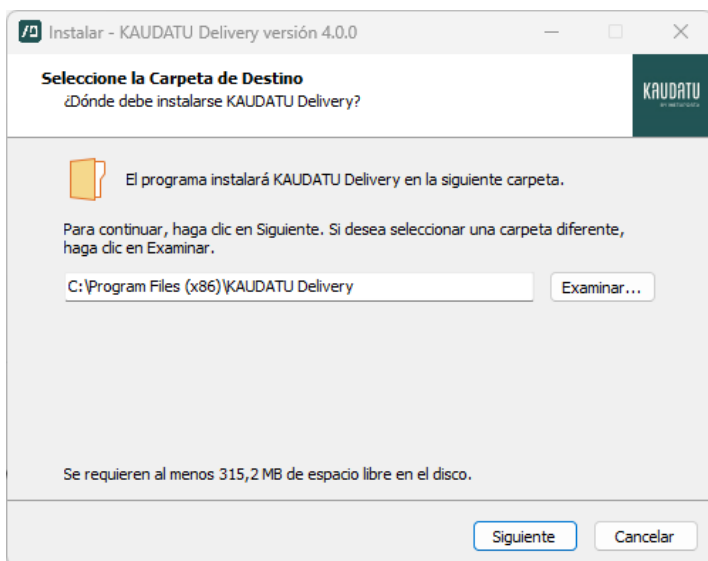 Instalar - KAUDATU Delivery versión 4.0.0
Seleccione la Carpeta de Destino
¿Dónde debe instalarse KAUDATU Delivery?
KAUDATU
El programa instalará KAUDATU Delivery en la siguiente carpeta.
Para continuar, haga clic en Siguiente. Si desea seleccionar una carpeta diferente,
haga clic en Examinar.
C:\Program Files (x86)\KAUDATU Delivery
Examinar...
Se requieren al menos 315,2 MB de espacio libre en el disco.
Siguiente
Cancelar